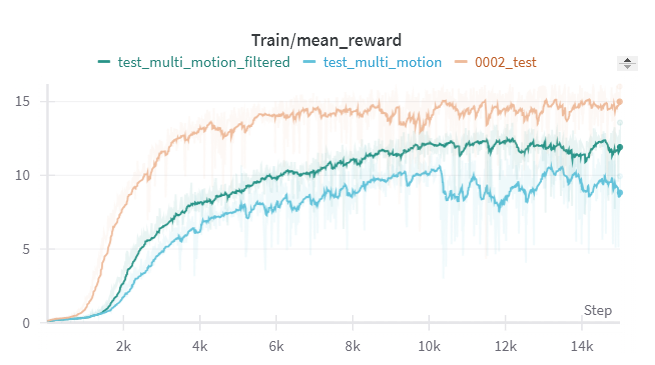 Train/mean_reward
test_multi_motion_filtered test_multi_motion 0002_test
15
10
5
0
Step
2k 4k 6k 8k 10k 12k 14k